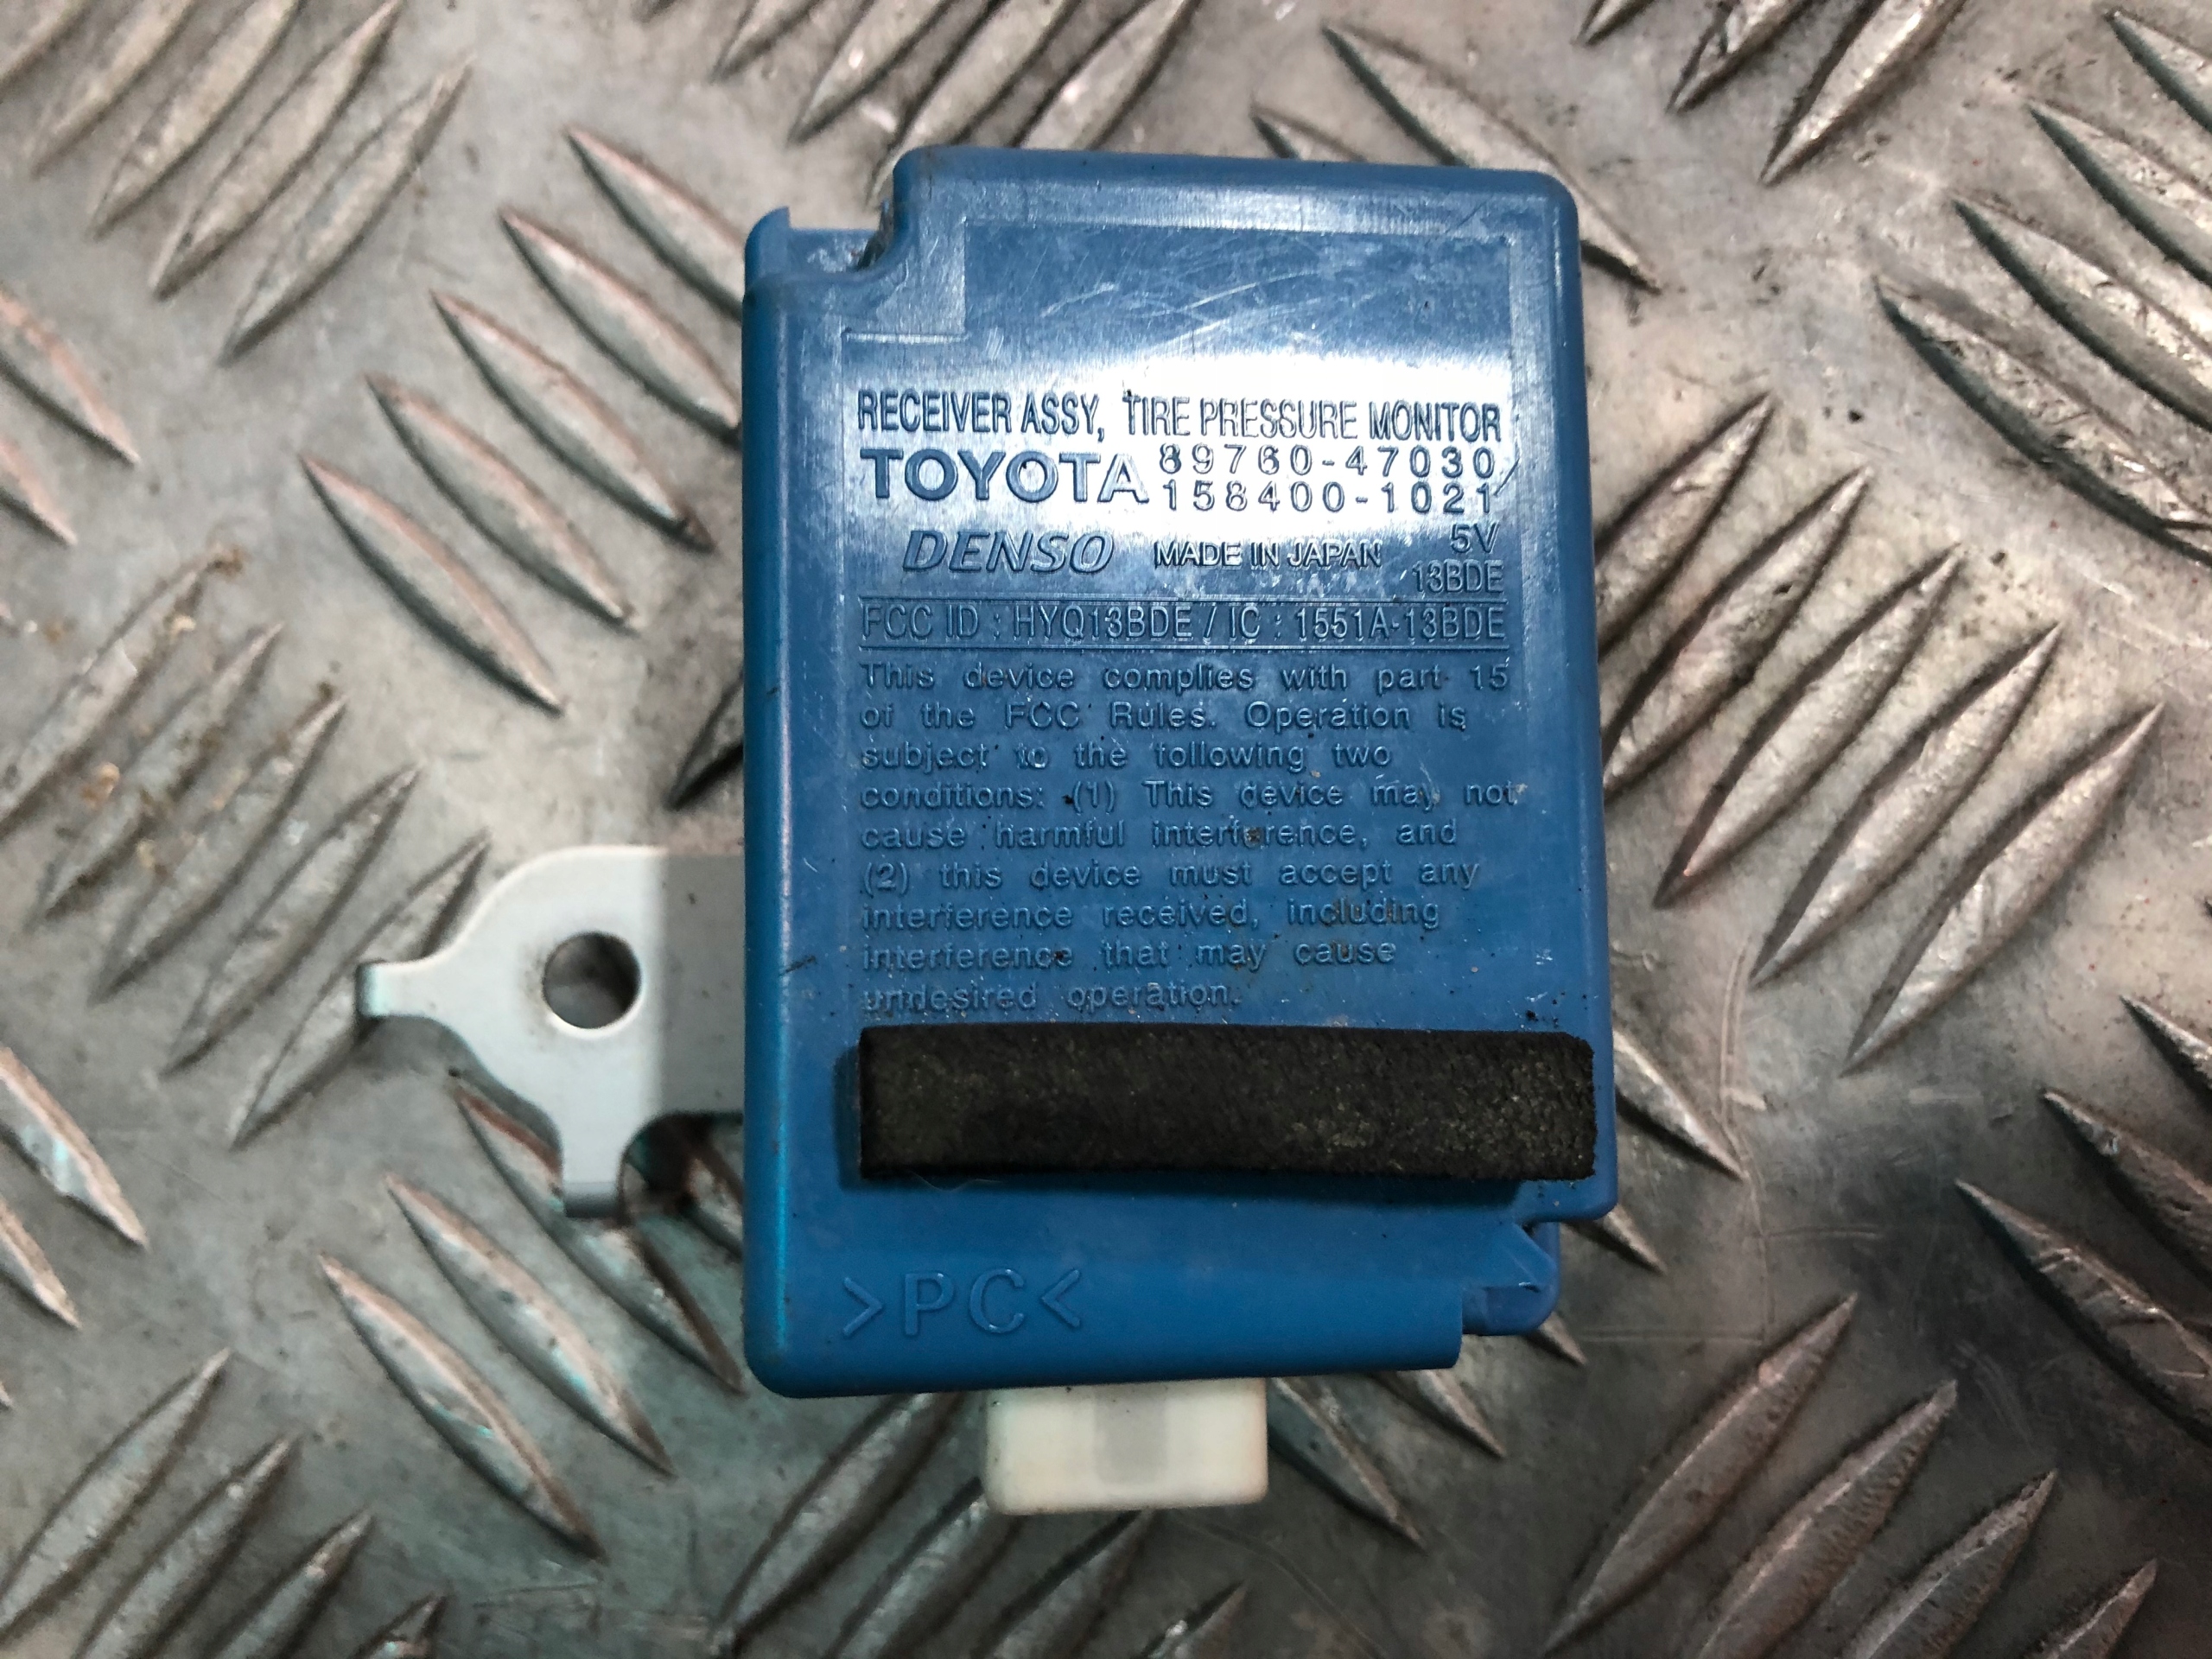 RECEIVER ASSY, TIRE PRESSURE MONITOR
TOYOTA 89760-47030
158400-1021
DENSO MADE IN JAPAN 5V
13BDE
FCC ID : HYQ13BDE / IC : 1551A-13BDE
This device complies with part 15
of the FCC Rules. Operation is
subject to the following two
conditions: (1) This device may not
cause harmful interference, and
(2) this device must accept any
interference received, including
interference that may cause
undesired operation.
>PC<